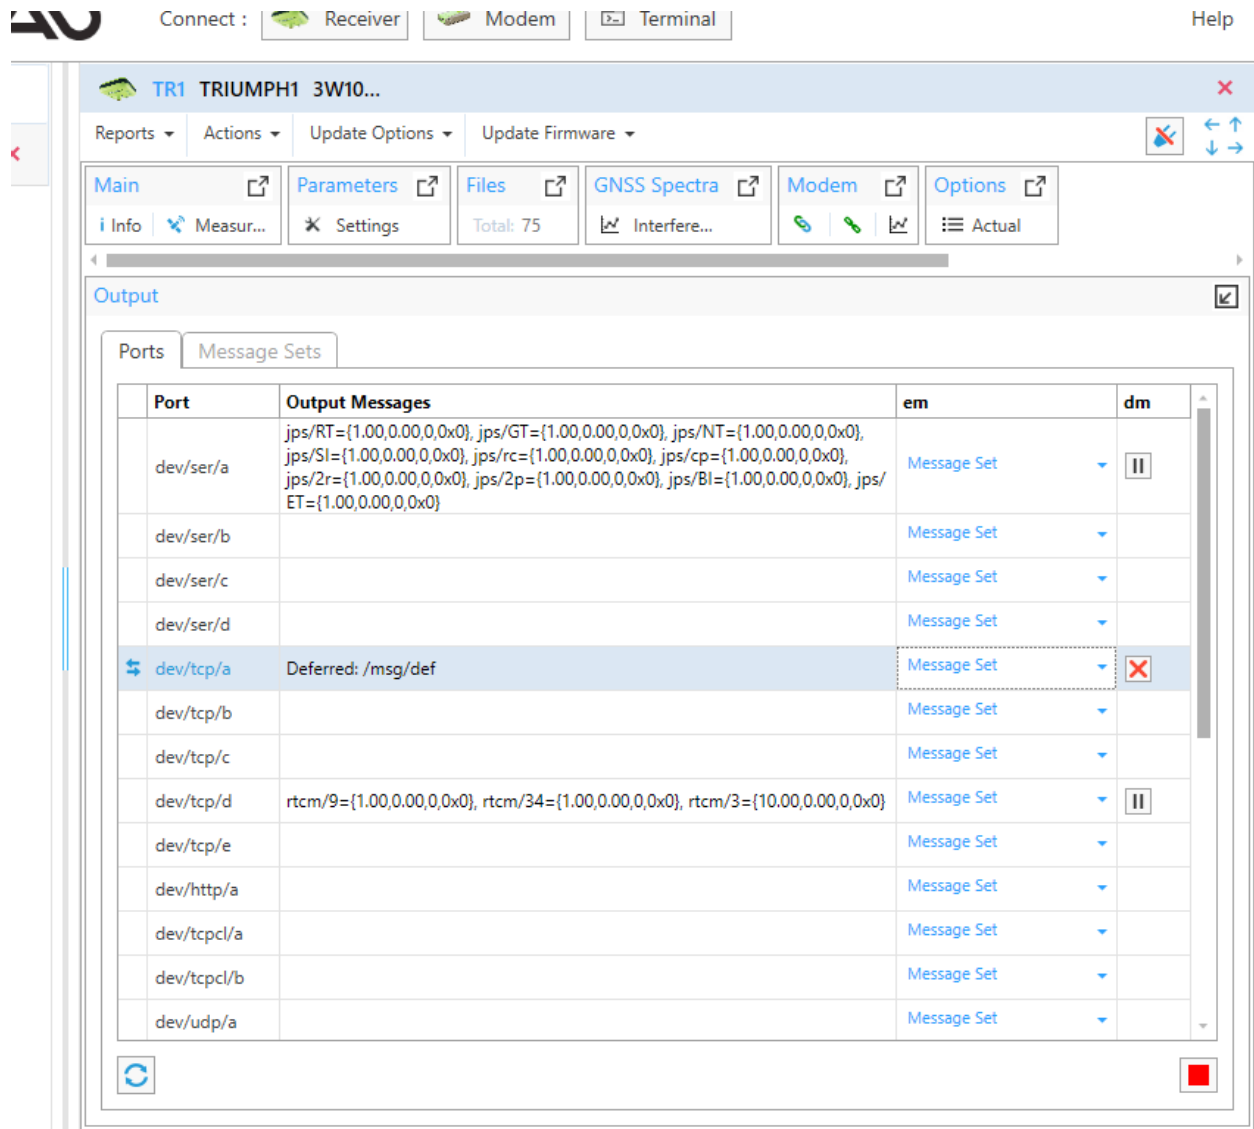 Connect :
Receiver
Modem
Terminal
Help
TR1 TRIUMPH1 3W10...
Reports
Actions
Update Options
Update Firmware
Main
Parameters
Files
GNSS Spectra
Modem
Options
i Info
Measur...
Settings
Total: 75
Interfere...
Actual
Output
Ports
Message Sets
Port
Output Messages
em
dm
jps/RT={1.00,0.00,0,0x0}, jps/GT={1.00,0.00,0,0x0}, jps/NT={1.00,0.00,0,0x0},
dev/ser/a
jps/SI={1.00,0.00,0,0x0}, jps/rc={1.00,0.00,0,0x0}, jps/cp={1.00,0.00,0,0x0},
jps/2r={1.00,0.00,0,0x0}, jps/2p={1.00,0.00,0,0x0}, jps/BI={1.00,0.00,0,0x0}, jps/
ET={1.00,0.00,0,0x0}
Message Set
dev/ser/b
Message Set
dev/ser/c
Message Set
dev/ser/d
Message Set
dev/tcp/a
Deferred: /msg/def
Message Set
dev/tcp/b
Message Set
dev/tcp/c
Message Set
dev/tcp/d
rtcm/9={1.00,0.00,0,0x0}, rtcm/34={1.00,0.00,0,0x0}, rtcm/3={10.00,0.00,0,0x0}
Message Set
dev/tcp/e
Message Set
dev/http/a
Message Set
dev/tcpcl/a
Message Set
dev/tcpcl/b
Message Set
dev/udp/a
Message Set